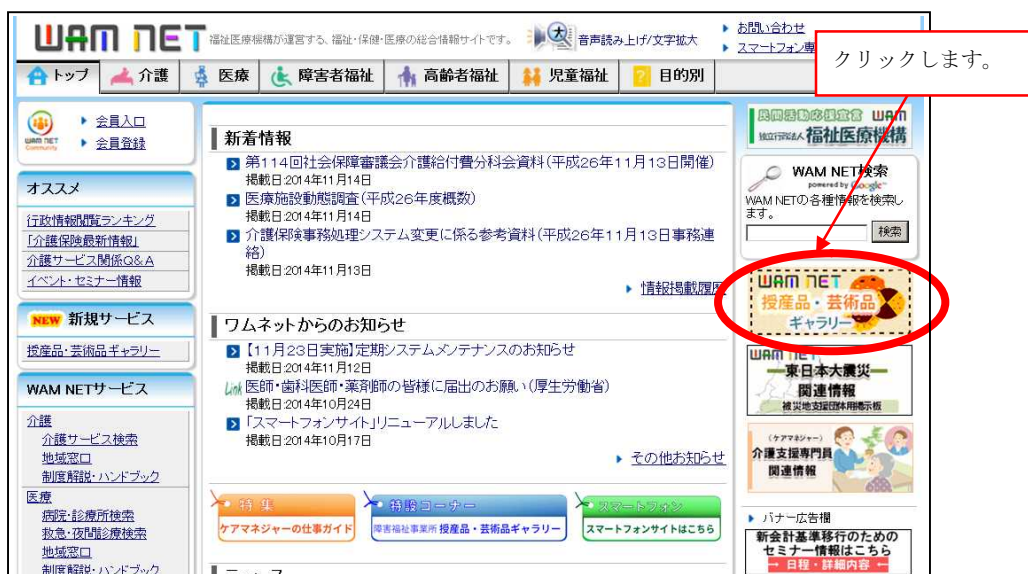 WAM NET
福祉医療機構が運営する、福祉・保健・医療の総合情報サイトです。
音声読み上げ/文字拡大
お問い合わせ
スマートフォン専
クリックします。
トップ
介護
医療
障害者福祉
高齢者福祉
児童福祉
目的別
WAM NET
Community
会員入口
会員登録
オススメ
行政情報閲覧ランキング
「介護保険最新情報」
介護サービス関係Q&A
イベント・セミナー情報
NEW 新規サービス
授産品・芸術品ギャラリー
WAM NETサービス
介護
介護サービス検索
地域窓口
制度解説・ハンドブック
医療
病院・診療所検索
救急・夜間診療検索
地域窓口
制度解説・ハンドブック
新着情報
第114回社会保障審議会介護給付費分科会資料(平成26年11月13日開催)
掲載日:2014年11月14日
医療施設動態調査(平成26年度概数)
掲載日:2014年11月14日
介護保険事務処理システム変更に係る参考資料(平成26年11月13日事務連
絡)
掲載日:2014年11月13日
情報掲載履歴
ワムネットからのお知らせ
【11月23日実施】定期システムメンテナンスのお知らせ
掲載日:2014年11月12日
Link 医師・歯科医師・薬剤師の皆様に届出のお願い(厚生労働省)
掲載日:2014年10月24日
「スマートフォンサイト」リニューアルしました
掲載日:2014年10月17日
その他お知らせ
特 集
ケアマネジャーの仕事ガイド
特設コーナー
障害福祉事業所 授産品・芸術品ギャラリー
スマートフォン
スマートフォンサイトはこちら
WAM
独立行政法人 福祉医療機構
WAM NET検索
powered by Google
WAM NETの各種情報を検索し
ます。
検索
WAM NET
授産品・芸術品
ギャラリー
WAM NET
東日本大震災
関連情報
被災地支援団体用掲示板
(ケアマネジャー)
介護支援専門員
関連情報
バナー広告欄
新会計基準移行のための
セミナー情報はこちら
→ 日程・詳細内容 ←